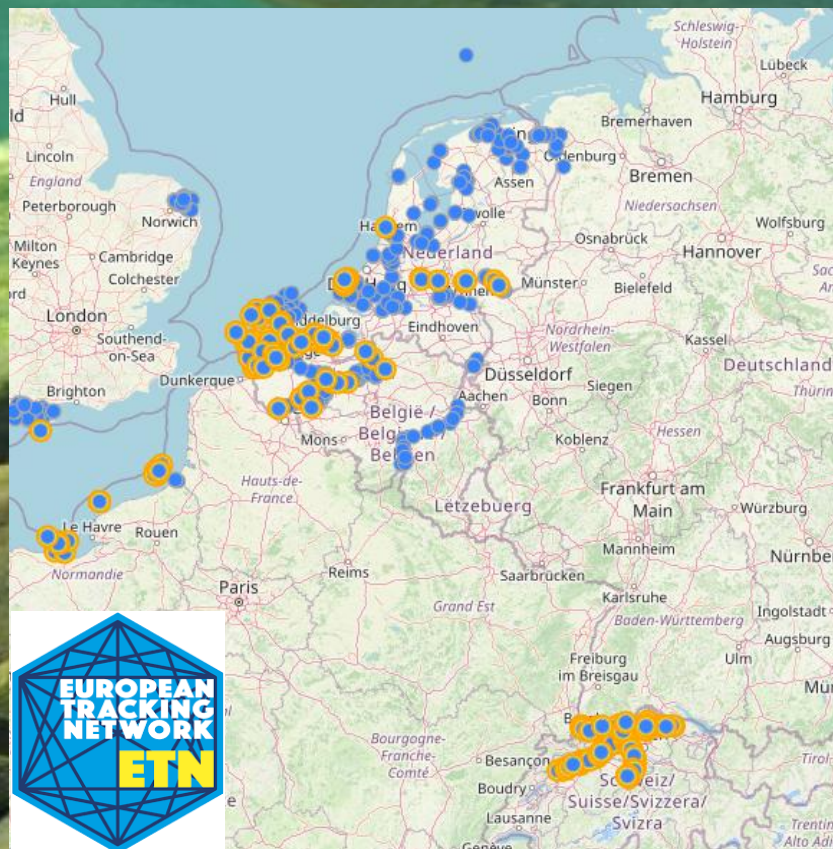 Schleswig-
Holstein
Lübeck
Hull
Hamburg
Bremerhaven
Lincoln
England
Oldenburg
Bremen
Assen
Peterborough
Norwich
Niedersachsen
Wolfsburg
Osnabrück
Hannover
Milton
Keynes
Cambridge
Nederland
Colchester
Münster
Bielefeld
London
Southend-
on-Sea
Eindhoven
Nordrhein-
Westfalen
Kassel
Dunkerque
Düsseldorf
Deutschland
Brighton
Siegen
België /
Aachen
Bonn
Hessen
Mons
Koblenz
Hauts-de-
France
Lëtzebuerg
Frankfurt am
Main
Würzburg
Le Havre
Rouen
Mannheim
Normandie
Reims
Saarbrücken
Paris
Karlsruhe
Grand Est
Baden-Württemberg
Ingolstadt
Augsburg
Ulm
Freiburg
im Breisgau
EUROPEAN
TRACKING
NETWORK
ETN
Bourgogne-
Franche-
Comté
Besançon
Boudry
Suisse/Svizzera/
Svizra
Lausanne